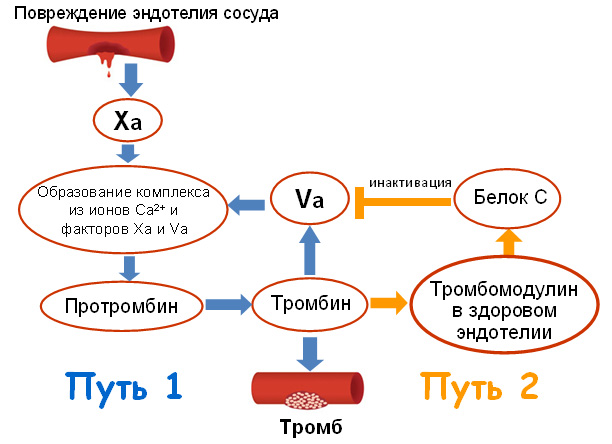 Повреждение эндотелия сосуда
Xa
Образование комплекса
из ионов Ca²⁺ и
факторов Xa и Va
Va
инактивация
Белок С
Протромбин
Тромбин
Тромбомодулин
в здоровом
эндотелии
Путь 1
Путь 2
Тромб